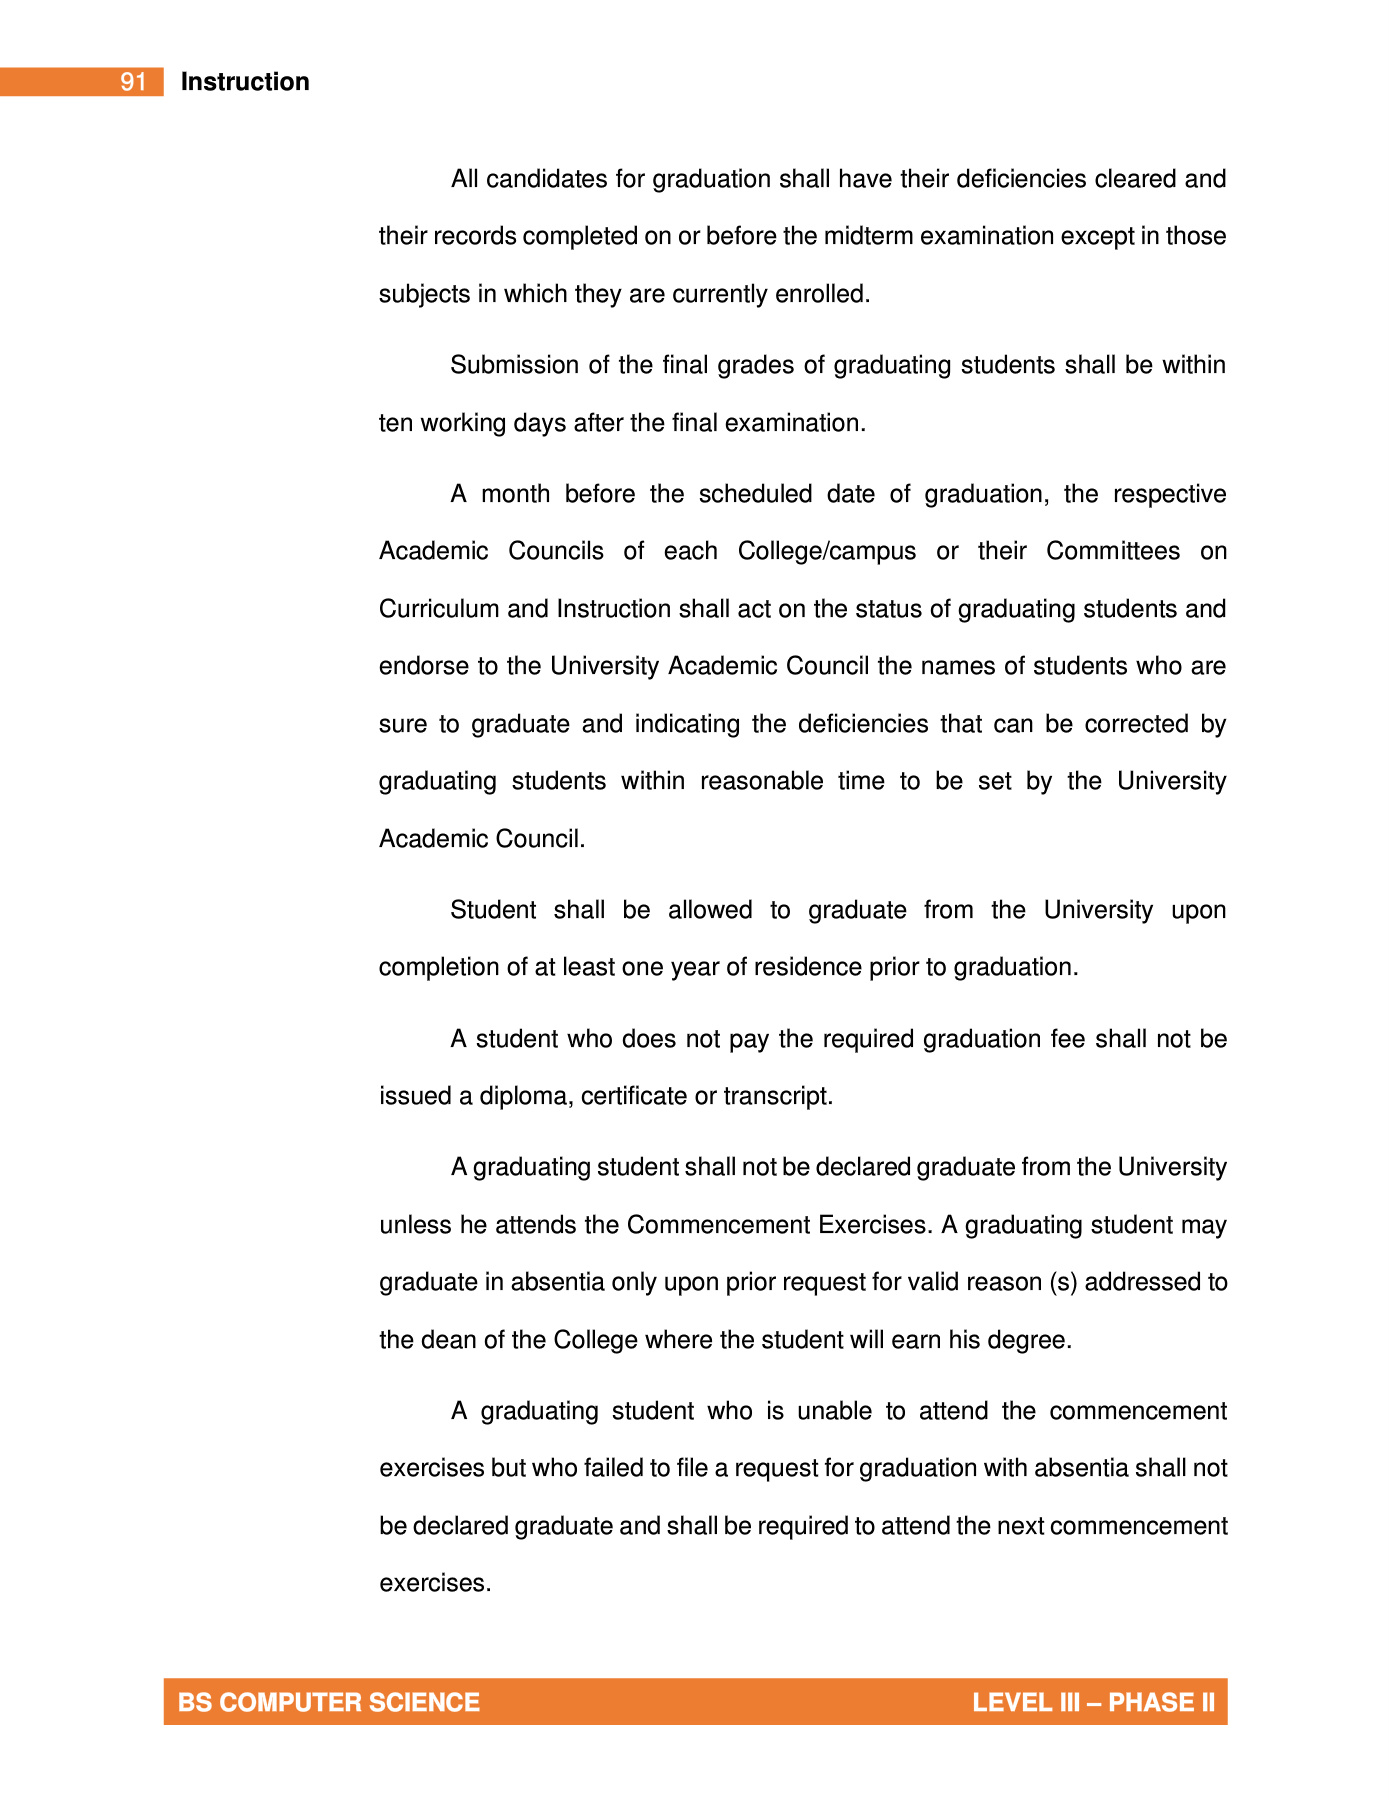 91 Instruction
All candidates for graduation shall have their deficiencies cleared and
their records completed on or before the midterm examination except in those
subjects in which they are currently enrolled.
Submission of the final grades of graduating students shall be within
ten working days after the final examination.
A month before the scheduled date of graduation, the respective
Academic Councils of each College/campus or their Committees on
Curriculum and Instruction shall act on the status of graduating students and
endorse to the University Academic Council the names of students who are
sure to graduate and indicating the deficiencies that can be corrected by
graduating students within reasonable time to be set by the University
Academic Council.
Student shall be allowed to graduate from the University upon
completion of at least one year of residence prior to graduation.
A student who does not pay the required graduation fee shall not be
issued a diploma, certificate or transcript.
A graduating student shall not be declared graduate from the University
unless he attends the Commencement Exercises. A graduating student may
graduate in absentia only upon prior request for valid reason (s) addressed to
the dean of the College where the student will earn his degree.
A graduating student who is unable to attend the commencement
exercises but who failed to file a request for graduation with absentia shall not
be declared graduate and shall be required to attend the next commencement
exercises.
BS COMPUTER SCIENCE LEVEL III – PHASE II